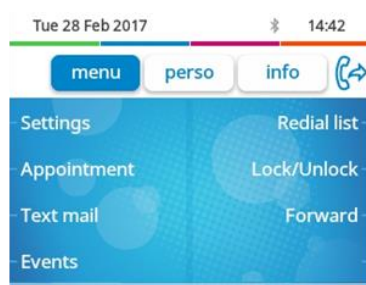 Tue 28 Feb 2017 14:42
menu perso info
Settings Redial list
Appointment Lock/Unlock
Text mail Forward
Events